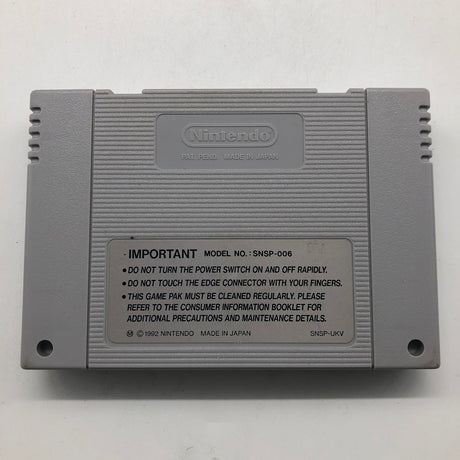 Nintendo
PAT. PEND. MADE IN JAPAN
IMPORTANT MODEL NO.: SNSP-006
• DO NOT TURN THE POWER SWITCH ON AND OFF RAPIDLY.
• DO NOT TOUCH THE EDGE CONNECTOR WITH YOUR FINGERS.
• THIS GAME PAK MUST BE CLEANED REGULARLY. PLEASE
REFER TO THE CONSUMER INFORMATION BOOKLET FOR
ADDITIONAL PRECAUTIONS AND MAINTENANCE DETAILS.
Ⓜ © 1992 NINTENDO MADE IN JAPAN SNSP-UKV